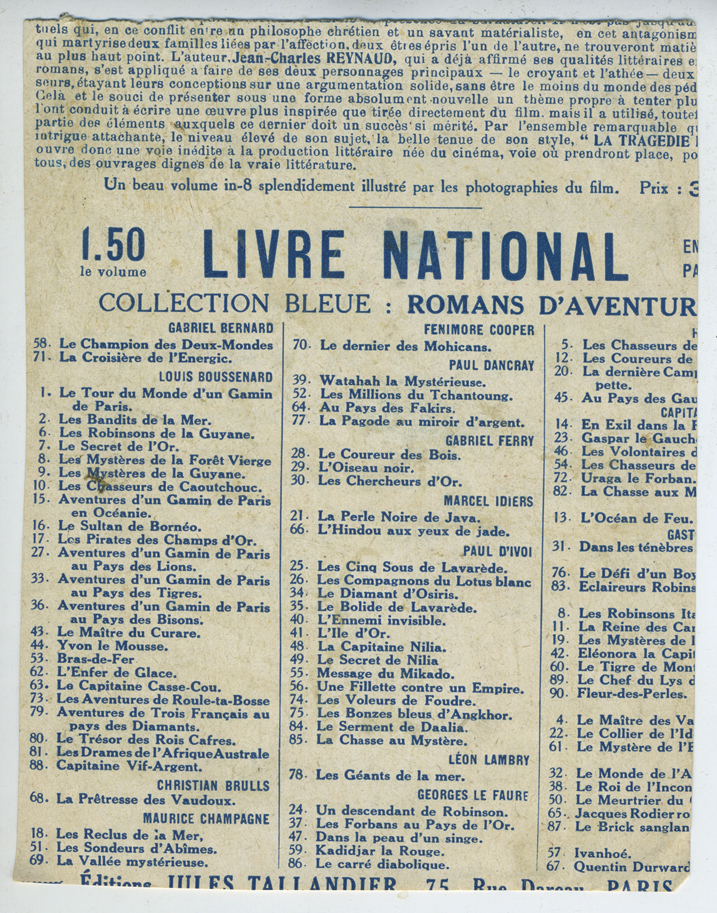 tuels qui, en ce conflit entre un philosophe chrétien et un savant matérialiste, en cet antagonism
qui martyrise deux familles liées par l'affection, deux êtres épris l'un de l'autre, ne trouveront matiè
au plus haut point. L'auteur, Jean-Charles REYNAUD, qui a déjà affirmé ses qualités littéraires e
romans, s'est appliqué a faire de ses deux personnages principaux — le croyant et l'athée — deux
seurs, étayant leurs conceptions sur une argumentation solide, sans être le moins du monde des péd
Cela et le souci de présenter sous une forme absolument nouvelle un thème propre à tenter plu
l'ont conduit à écrire une œuvre plus inspirée que tirée directement du film. mais il a utilisé, toutef
partie des éléments auxquels ce dernier doit un succès si mérité. Par l'ensemble remarquable q
intrigue attachante, le niveau élevé de son sujet, la belle tenue de son style, " LA TRAGEDIE
ouvre donc une voie inédite à la production littéraire née du cinéma, voie où prendront place, po
tous, des ouvrages dignes de la vraie littérature.
Un beau volume in-8 splendidement illustré par les photographies du film. Prix : 3
1.50
le volume
LIVRE NATIONAL
EN
PA
COLLECTION BLEUE : ROMANS D'AVENTUR
GABRIEL BERNARD
58. Le Champion des Deux-Mondes
71. La Croisière de l'Energic.
LOUIS BOUSSENARD
1. Le Tour du Monde d'un Gamin
de Paris.
2. Les Bandits de la Mer.
6. Les Robinsons de la Guyane.
7. Le Secret de l'Or.
8. Les Mystères de la Forêt Vierge
9. Les Mystères de la Guyane.
10. Les Chasseurs de Caoutchouc.
15. Aventures d'un Gamin de Paris
en Océanie.
16. Le Sultan de Bornéo.
17. Les Pirates des Champs d'Or.
27. Aventures d'un Gamin de Paris
au Pays des Lions.
33. Aventures d'un Gamin de Paris
au Pays des Tigres.
36. Aventures d'un Gamin de Paris
au Pays des Bisons.
43. Le Maître du Curare.
44. Yvon le Mousse.
53. Bras-de-Fer
62. L'Enfer de Glace.
63. Le Capitaine Casse-Cou.
73. Les Aventures de Roule-ta-Bosse
79. Aventures de Trois Français au
pays des Diamants.
80. Le Trésor des Rois Cafres.
81. Les Drames de l'Afrique Australe
88. Capitaine Vif-Argent.
CHRISTIAN BRULLS
68. La Prêtresse des Vaudoux.
MAURICE CHAMPAGNE
18. Les Reclus de la Mer,
51. Les Sondeurs d'Abîmes.
69. La Vallée mystérieuse.
FENIMORE COOPER
70. Le dernier des Mohicans.
PAUL DANCRAY
39. Watahah la Mystérieuse.
52. Les Millions du Tchantoung.
64. Au Pays des Fakirs.
77. La Pagode au miroir d'argent.
GABRIEL FERRY
28. Le Coureur des Bois.
29. L'Oiseau noir.
30. Les Chercheurs d'Or.
MARCEL IDIERS
21. La Perle Noire de Java.
66. L'Hindou aux yeux de jade.
PAUL D'IVOI
25. Les Cinq Sous de Lavarède.
26. Les Compagnons du Lotus blanc
34. Le Diamant d'Osiris.
35. Le Bolide de Lavarède.
40. L'Ennemi invisible.
41. L'Ile d'Or.
48. La Capitaine Nilia.
49. Le Secret de Nilia
55. Message du Mikado.
56. Une Fillette contre un Empire.
74. Les Voleurs de Foudre.
75. Les Bonzes bleus d'Angkhor.
84. Le Serment de Daalia.
85. La Chasse au Mystère.
LÉON LAMBRY
78. Les Géants de la mer.
GEORGES LE FAURE
24. Un descendant de Robinson.
37. Les Forbans au Pays de l'Or.
47. Dans la peau d'un singe.
59. Kadidjar la Rouge.
86. Le carré diabolique.
5. Les Chasseurs de
12. Les Coureurs de
20. La dernière Camp
pette.
45. Au Pays des Gau
CAPITA
14. En Exil dans la
23. Gaspar le Gauch
46. Les Volontaires d
54. Les Chasseurs de
72. Uraga le Forban.
82. La Chasse aux M
13. L'Océan de Feu.
GAST
31. Dans les ténèbres
76. Le Défi d'un Boy
83. Eclaireurs Robins
8. Les Robinsons Ita
11. La Reine des Car
19. Les Mystères de
42. Eléonora la Capit
60. Le Tigre de Mont
89. Le Chef du Lys d
90. Fleur-des-Perles.
4. Le Maître des Va
22. Le Collier de l'Id
61. Le Mystère de l'E
32. Le Monde de l'A
38. Le Roi de l'Incon
50. Le Meurtrier du
65. Jacques Rodier ro
87. Le Brick sanglan
57. Ivanhoé.
67. Quentin Durward
Éditions JULES TALLANDIER, 75, Rue Dareau, PARIS